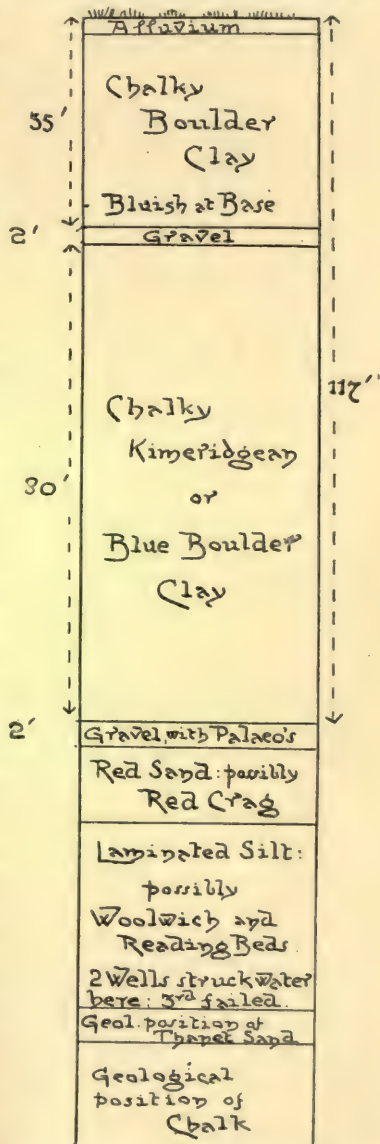 Alluvium
35'
Chalky
Boulder
Clay
Bluish at Base
2'
Gravel
117'
80'
Chalky
Kimeridgean
or
Blue Boulder
Clay
2'
Gravel, with Palaeo's
Red Sand: possibly
Red Crag
Laminated Silt:
possibly
Woolwich and
Reading Beds.
2 Wells struck water
here: 3rd failed.
Geol. position of
Thanet Sand
Geological
position of
Chalk